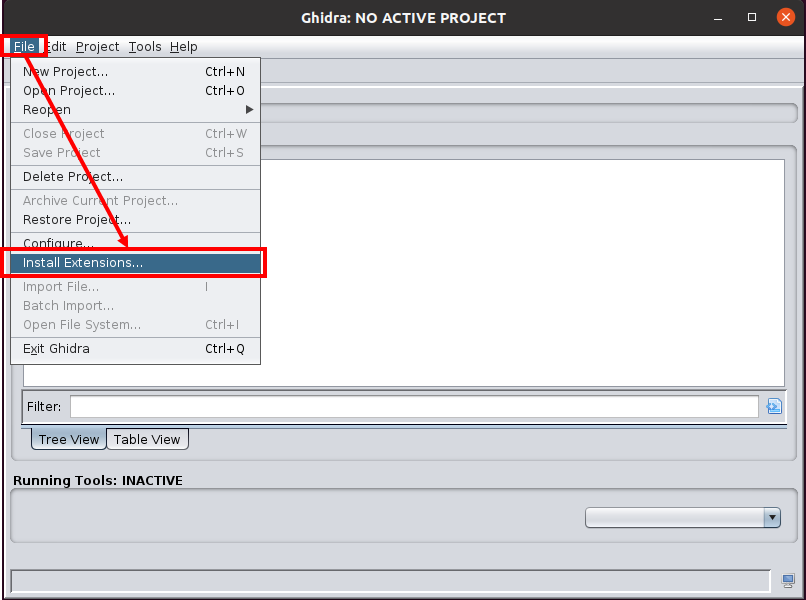 Ghidra: NO ACTIVE PROJECT
File Edit Project Tools Help
New Project... Ctrl+N
Open Project... Ctrl+O
Reopen
Close Project Ctrl+W
Save Project Ctrl+S
Delete Project...
Archive Current Project...
Restore Project...
Configure...
Install Extensions...
Import File... I
Batch Import...
Open File System... Ctrl+I
Exit Ghidra Ctrl+Q
Filter:
Tree View Table View
Running Tools: INACTIVE